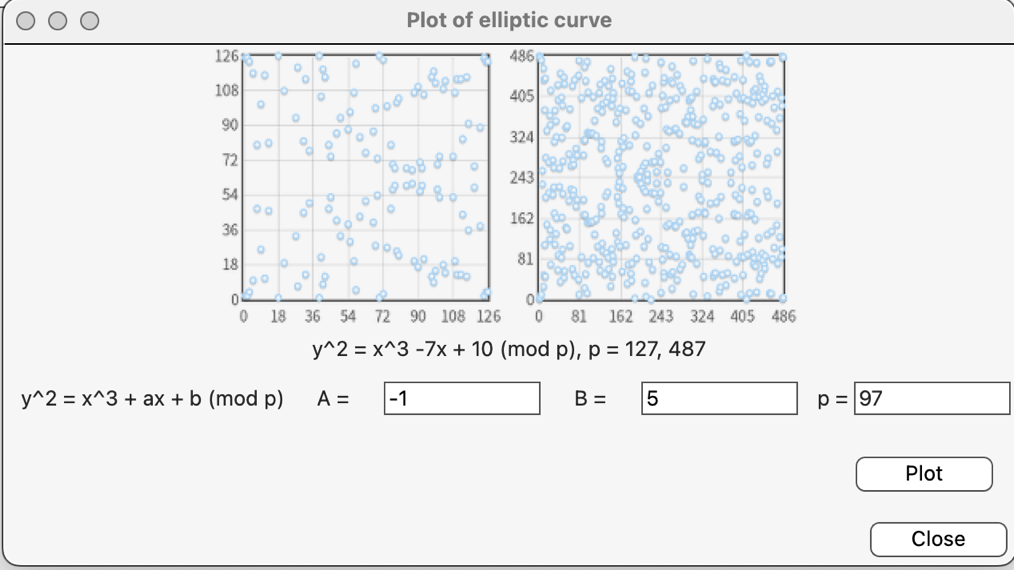 Plot of elliptic curve
126
108
90
72
54
36
18
0
0 18 36 54 72 90 108 126
486
405
324
243
162
81
0
0 81 162 243 324 405 486
y^2 = x^3 -7x + 10 (mod p), p = 127, 487
y^2 = x^3 + ax + b (mod p) A = -1 B = 5 p = 97
Plot
Close